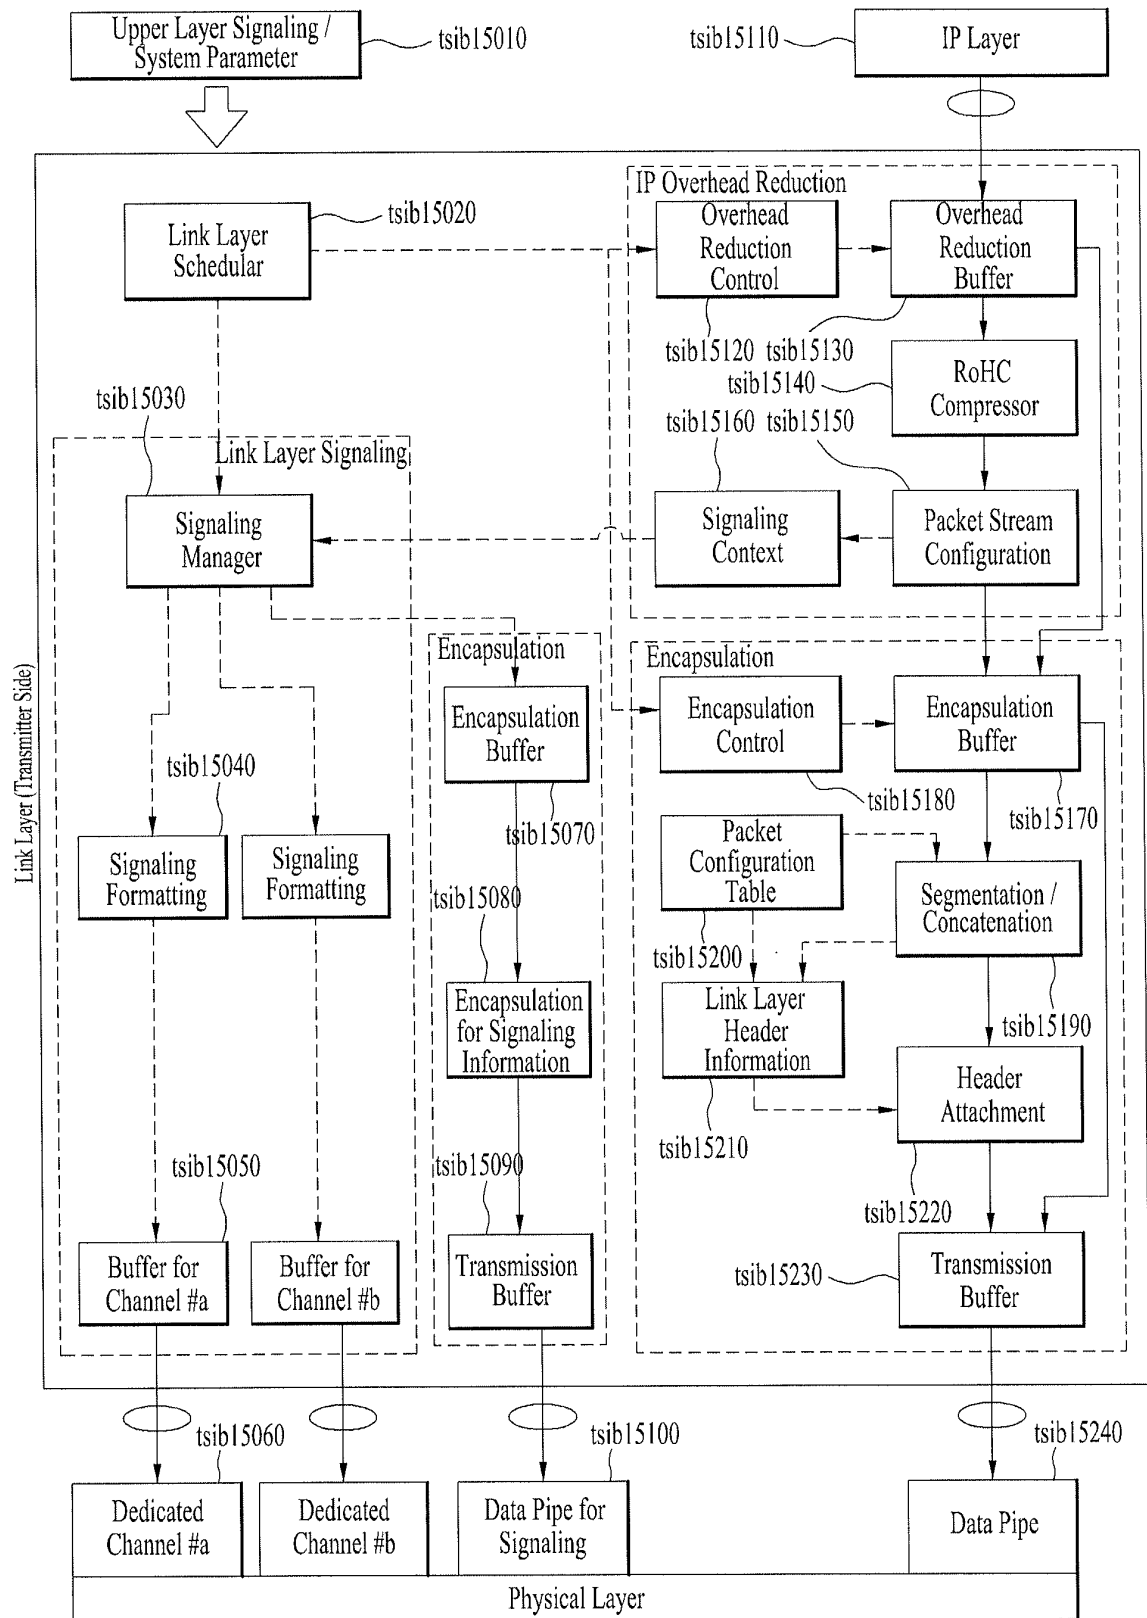 Upper Layer Signaling /
System Parameter
tsib15010
tsib15110
IP Layer
IP Overhead Reduction
Link Layer
Schedular
tsib15020
Overhead
Reduction
Control
Overhead
Reduction
Buffer
tsib15120
tsib15130
tsib15140
RoHC
Compressor
tsib15030
tsib15160
tsib15150
Link Layer Signaling
Signaling
Manager
Signaling
Context
Packet Stream
Configuration
Encapsulation
Encapsulation
Encapsulation
Buffer
Encapsulation
Control
Encapsulation
Buffer
Link Layer (Transmitter Side)
tsib15040
tsib15070
tsib15180
tsib15170
Signaling
Formatting
Signaling
Formatting
Packet
Configuration
Table
Segmentation /
Concatenation
tsib15080
tsib15200
tsib15190
Encapsulation
for Signaling
Information
Link Layer
Header
Information
Header
Attachment
tsib15210
tsib15220
tsib15050
tsib15090
Buffer for
Channel #a
Buffer for
Channel #b
Transmission
Buffer
tsib15230
Transmission
Buffer
tsib15060
tsib15100
tsib15240
Dedicated
Channel #a
Dedicated
Channel #b
Data Pipe for
Signaling
Data Pipe
Physical Layer